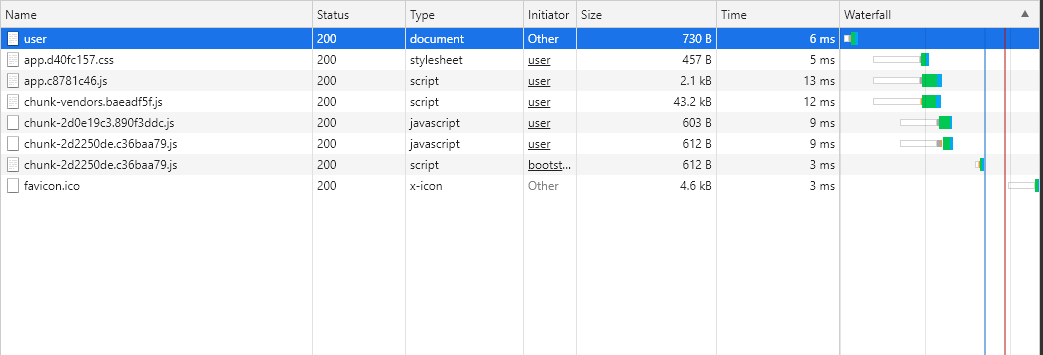 Name Status Type Initiator Size Time Waterfall
user 200 document Other 730 B 6 ms
app.d40fc157.css 200 stylesheet user 457 B 5 ms
app.c8781c46.js 200 script user 2.1 kB 13 ms
chunk-vendors.baeadf5f.js 200 script user 43.2 kB 12 ms
chunk-2d0e19c3.890f3ddc.js 200 javascript user 603 B 9 ms
chunk-2d2250de.c36baa79.js 200 javascript user 612 B 9 ms
chunk-2d2250de.c36baa79.js 200 script bootst... 612 B 3 ms
favicon.ico 200 x-icon Other 4.6 kB 3 ms